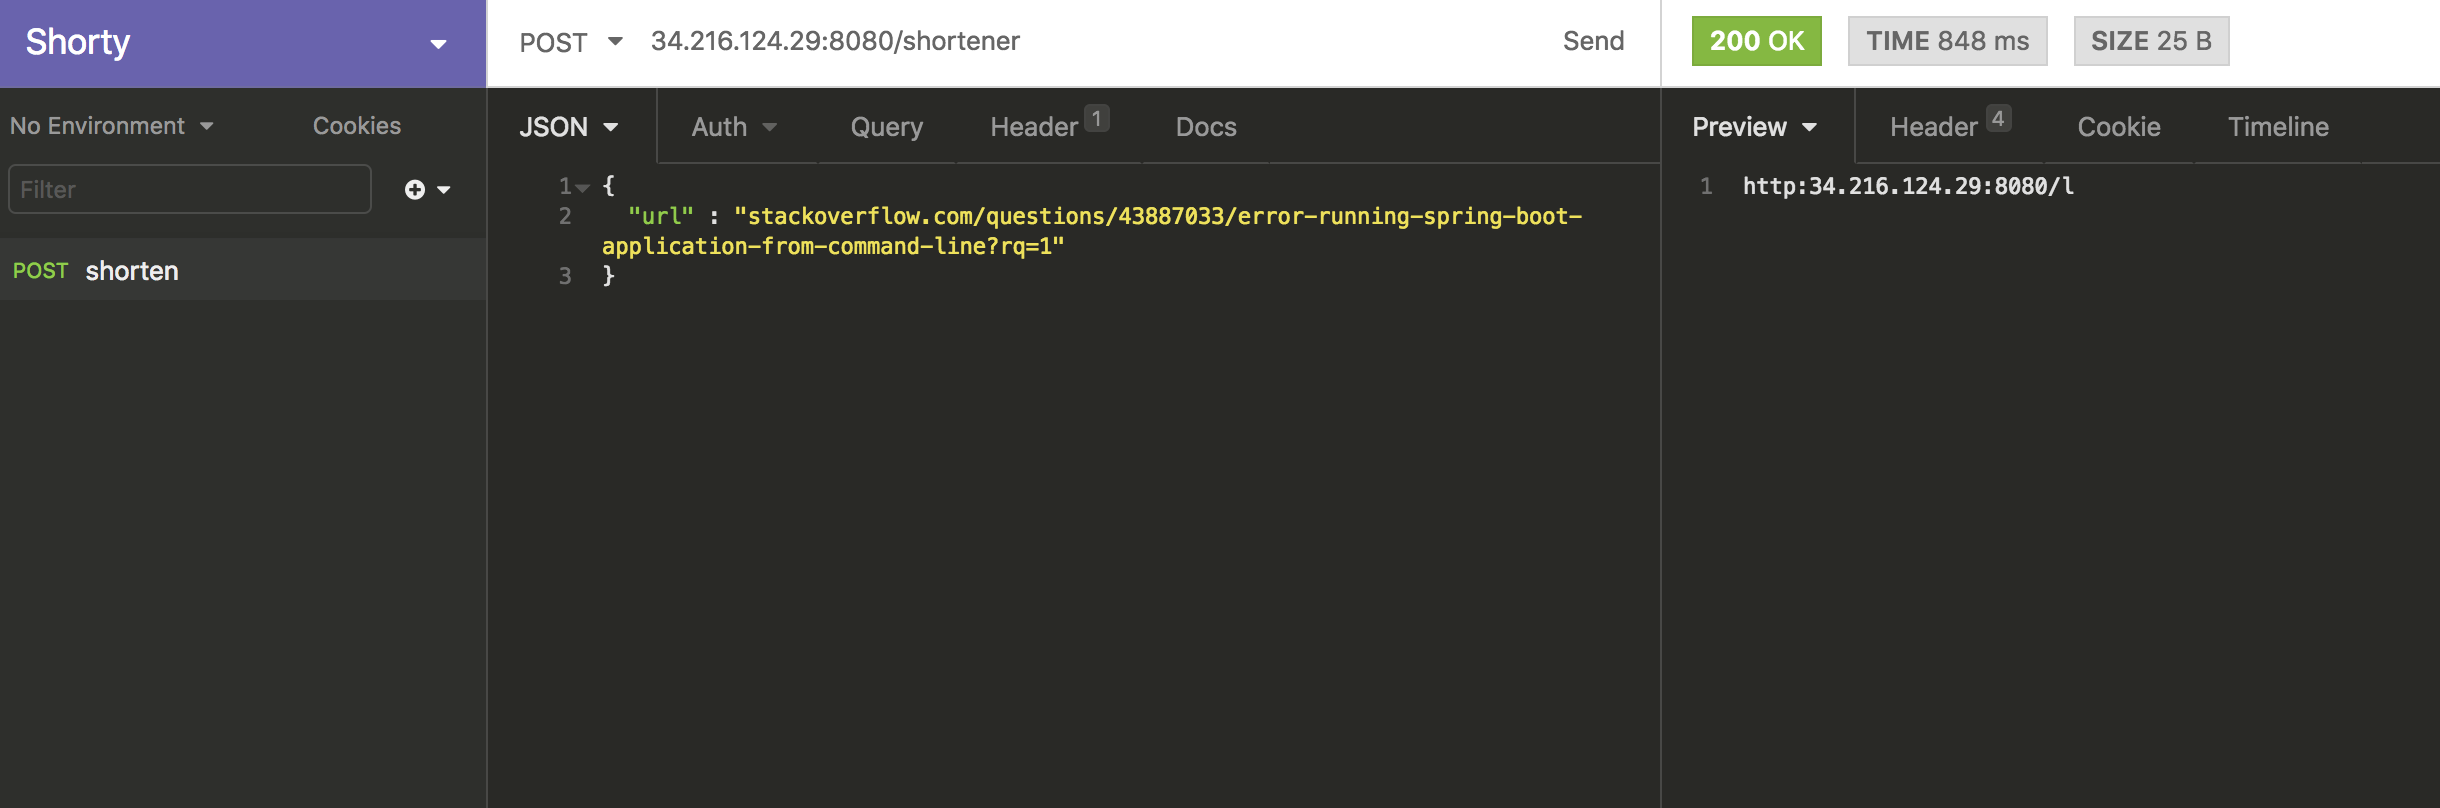 Shorty
POST 34.216.124.29:8080/shortener Send
200 OK TIME 848 ms SIZE 25 B
No Environment Cookies
JSON Auth Query Header 1 Docs
Preview Header 4 Cookie Timeline
Filter
POST shorten
1 {
2 "url" : "stackoverflow.com/questions/43887033/error-running-spring-boot-
application-from-command-line?rq=1"
3 }
1 http:34.216.124.29:8080/l